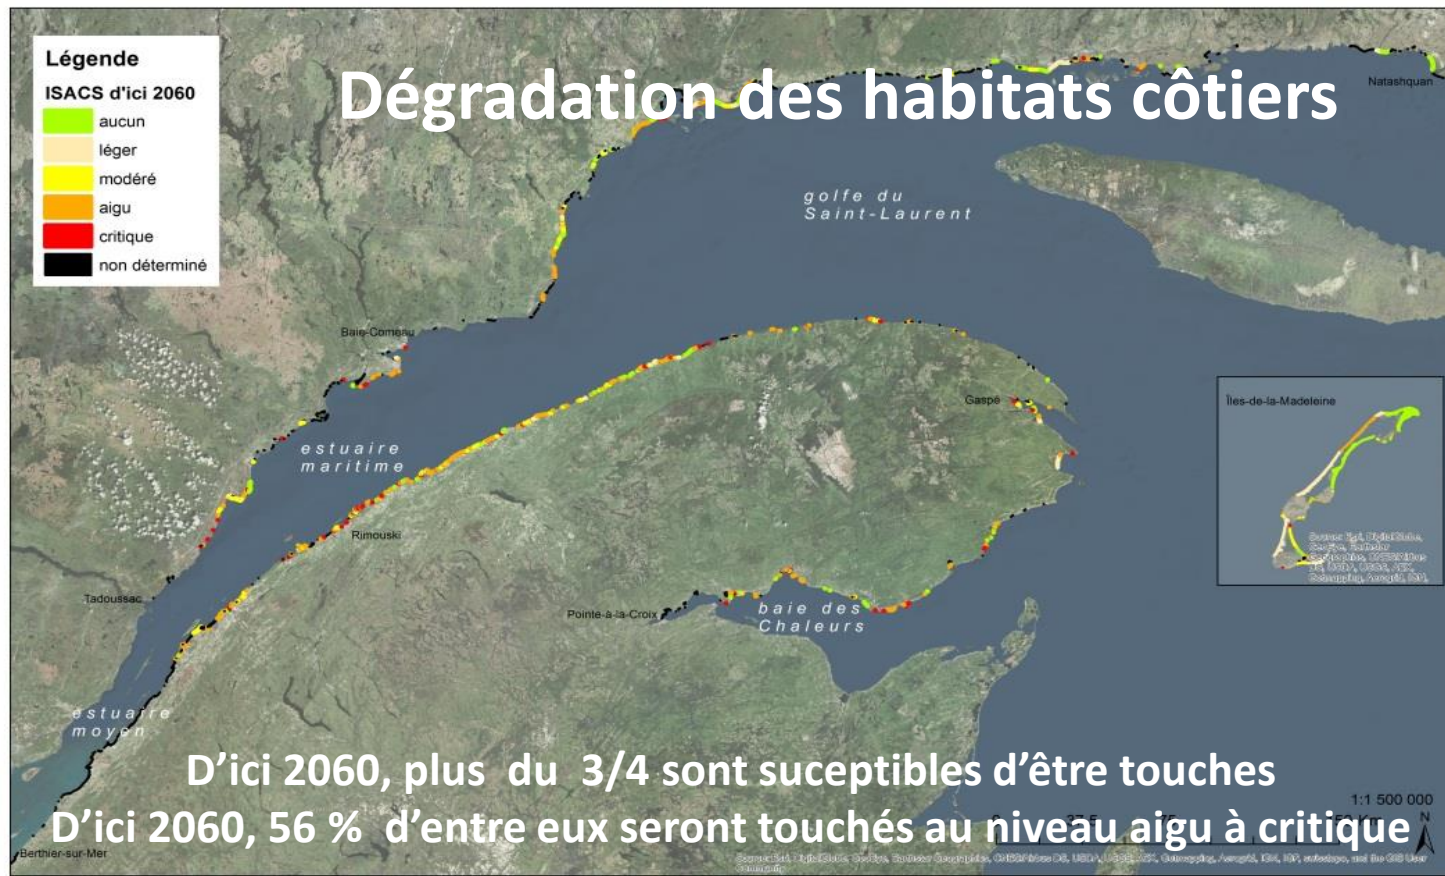 Légende
ISACS d'ici 2060
aucun
léger
modéré
aigu
critique
non déterminé
Dégradation des habitats côtiers
Natashquan
golfe du
Saint-Laurent
Baie-Comeau
Îles-de-la-Madeleine
Gaspé
estuaire
maritime
Rimouski
Tadoussac
Pointe-à-la-Croix
baie des
Chaleurs
estuaire
moyen
D'ici 2060, plus du 3/4 sont suceptibles d'être touches
1:1 500 000
D'ici 2060, 56 % d'entre eux seront touchés au niveau aigu à critique
N
Berthier-sur-Mer